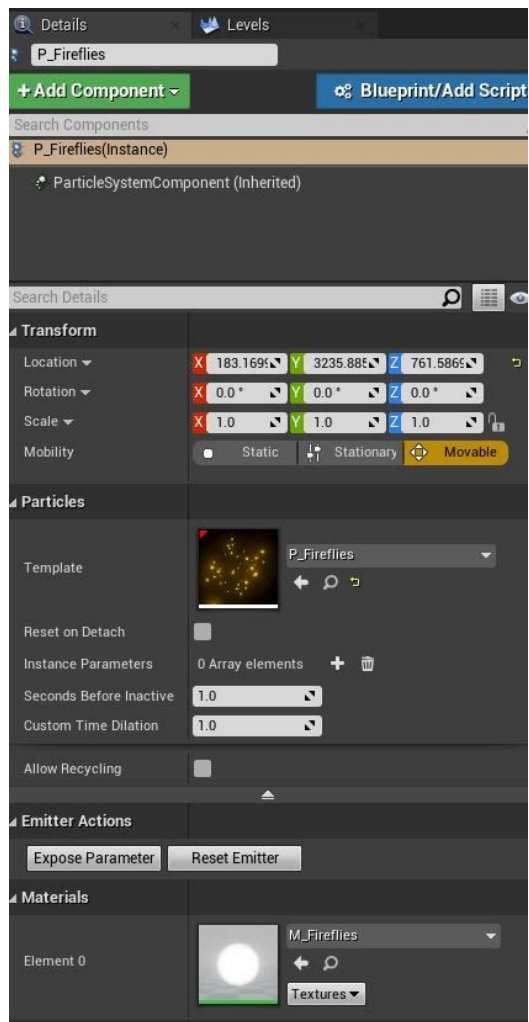 Details Levels
P_Fireflies
+Add Component Blueprint/Add Script
Search Components
P_Fireflies(Instance)
ParticleSystemComponent (Inherited)
Search Details
Transform
Location X 183.1699 Y 3235.885 Z 761.5869
Rotation X 0.0 ° Y 0.0 ° Z 0.0 °
Scale X 1.0 Y 1.0 Z 1.0
Mobility Static Stationary Movable
Particles
Template P_Fireflies
Reset on Detach
Instance Parameters 0 Array elements
Seconds Before Inactive 1.0
Custom Time Dilation 1.0
Allow Recycling
Emitter Actions
Expose Parameter Reset Emitter
Materials
Element 0 M_Fireflies
Textures